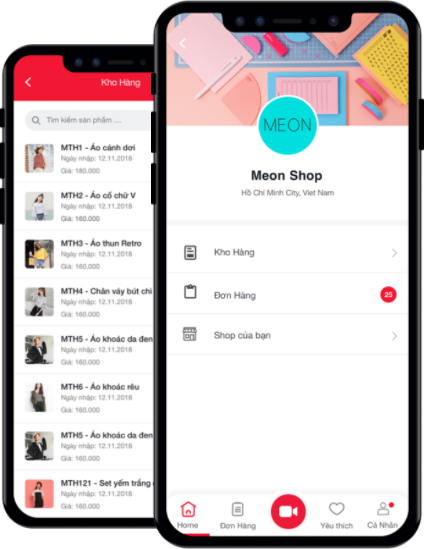 Kho Hàng
Tìm kiếm sản phẩm ....
MTH1 - Áo cánh dơi
Ngày nhập: 12.11.2018
Giá: 180.000
MTH2 - Áo cổ chữ V
Ngày nhập: 12.11.2018
Giá: 160.000
MTH3 - Áo thun Retro
Ngày nhập: 12.11.2018
Giá: 160.000
MTH4 - Chân váy bút chì
Ngày nhập: 12.11.2018
Giá: 160.000
MTH5 - Áo khoác da đen
Ngày nhập: 12.11.2018
Giá: 160.000
MTH6 - Áo khoác rêu
Ngày nhập: 12.11.2018
Giá: 160.000
MTH5 - Áo khoác da đen
Ngày nhập: 12.11.2018
Giá: 160.000
MTH121 - Set yếm trắng
Ngày nhập: 12.11.2018
Giá: 160.000
MEON
Meon Shop
Hồ Chí Minh City, Viet Nam
Kho Hàng
Đơn Hàng
25
Shop của bạn
Home
Đơn Hàng
Yêu thích
Cá Nhân